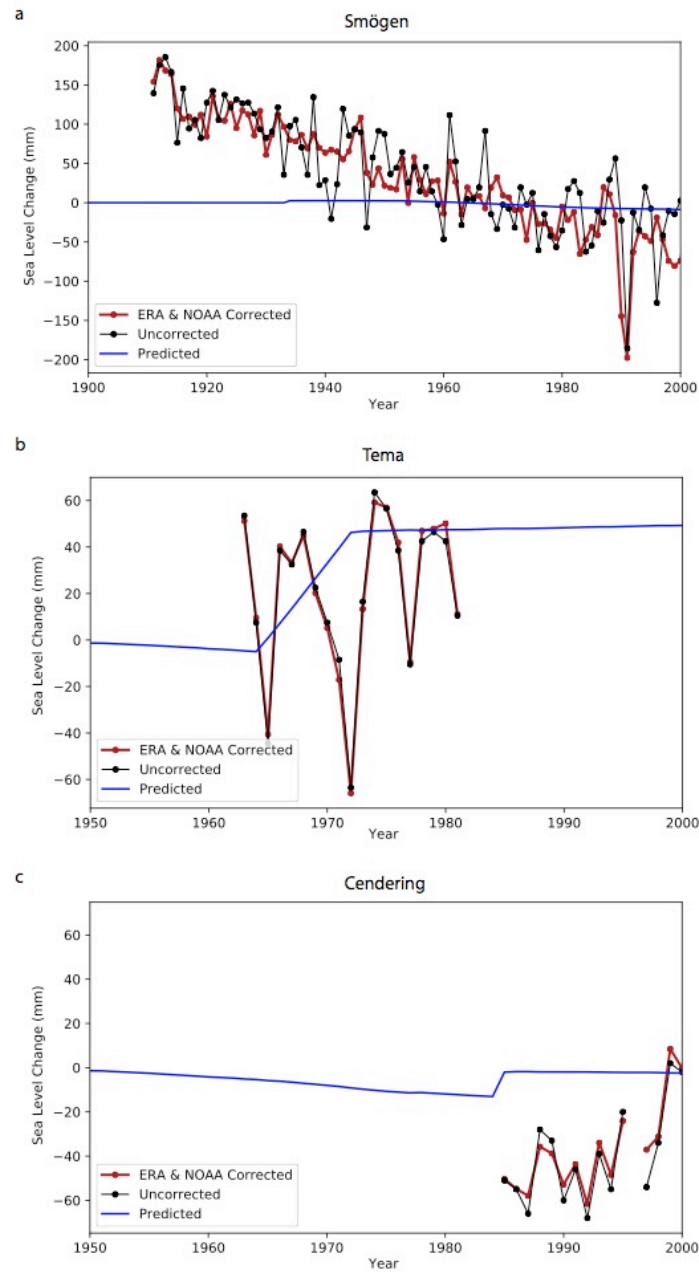 a
Smögen
200
150
100
50
0
−50
−100
−150
−200
Sea Level Change (mm)
ERA & NOAA Corrected
Uncorrected
Predicted
1900 1920 1940 1960 1980 2000
Year
b
Tema
60
40
20
0
−20
−40
−60
Sea Level Change (mm)
ERA & NOAA Corrected
Uncorrected
Predicted
1950 1960 1970 1980 1990 2000
Year
c
Cendering
60
40
20
0
−20
−40
−60
Sea Level Change (mm)
ERA & NOAA Corrected
Uncorrected
Predicted
1950 1960 1970 1980 1990 2000
Year